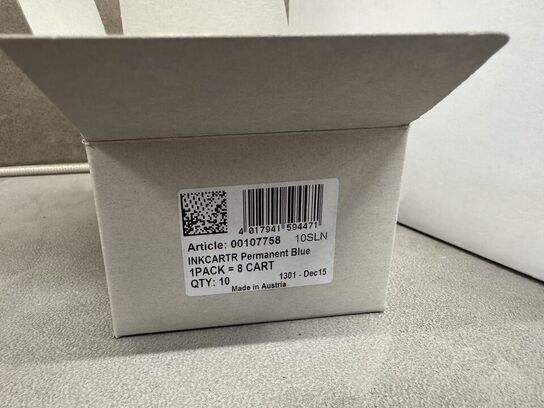 4 017941 594471
Article: 00107758 10SLN
INKCARTR Permanent Blue
1PACK = 8 CART
QTY: 10 1301 - Dec15
Made in Austria